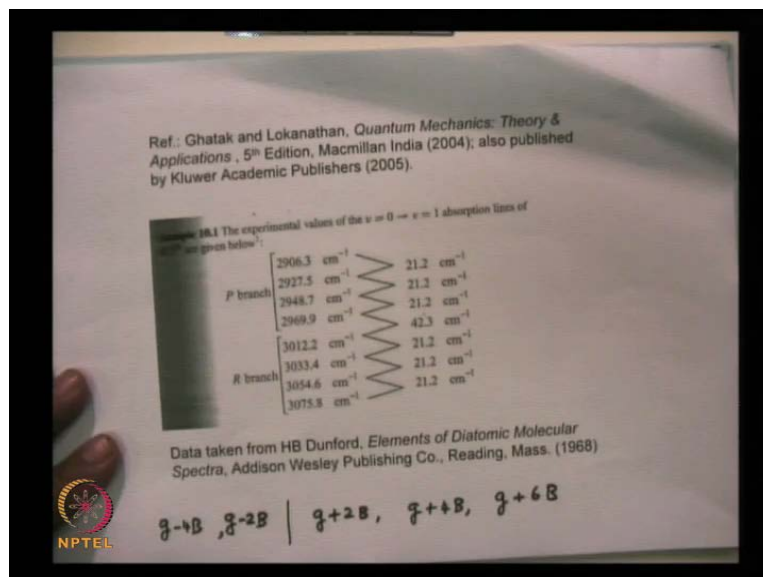 Ref.: Ghatak and Lokanathan, Quantum Mechanics: Theory &
Applications , 5th Edition, Macmillan India (2004); also published
by Kluwer Academic Publishers (2005).
10.1 The experimental values of the v = 0 → v = 1 absorption lines of
are given below
2906.3 cm⁻¹ 21.2 cm⁻¹
2927.5 cm⁻¹ 21.2 cm⁻¹
P branch 2948.7 cm⁻¹ 21.2 cm⁻¹
2969.9 cm⁻¹ 42.3 cm⁻¹
3012.2 cm⁻¹ 21.2 cm⁻¹
3033.4 cm⁻¹ 21.2 cm⁻¹
R branch 3054.6 cm⁻¹ 21.2 cm⁻¹
3075.8 cm⁻¹
Data taken from HB Dunford, Elements of Diatomic Molecular
Spectra, Addison Wesley Publishing Co., Reading, Mass. (1968)
g-4B ,g-2B | g+2B, g+4B, g+6B
NPTEL